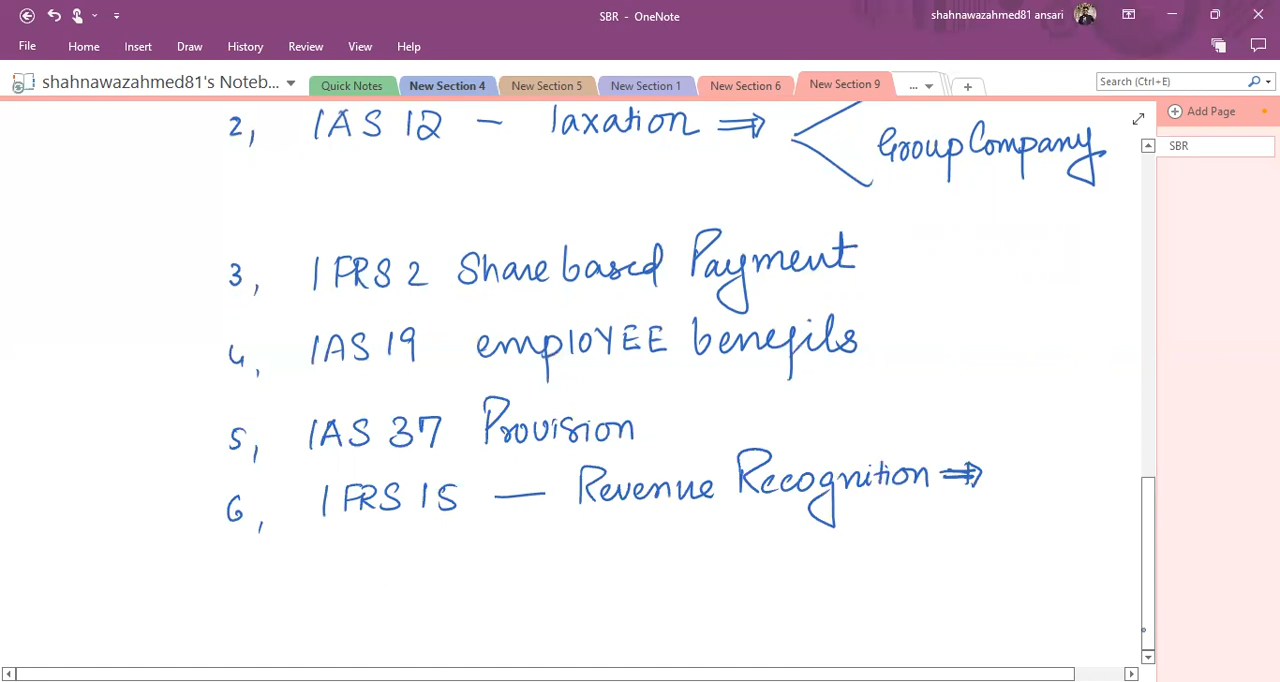 SBR - OneNote
shahnawazahmed81 ansari
File Home Insert Draw History Review View Help
shahnawazahmed81's Noteb... Quick Notes New Section 4 New Section 5 New Section 1 New Section 6 New Section 9 ... Search (Ctrl+E)
Add Page
SBR
2, IAS 12 - Taxation ⇒ Group Company
3, IFRS 2 Share based Payment
4, IAS 19 employEE benefits
5, IAS 37 Provision
6, IFRS 15 — Revenue Recognition ⇒